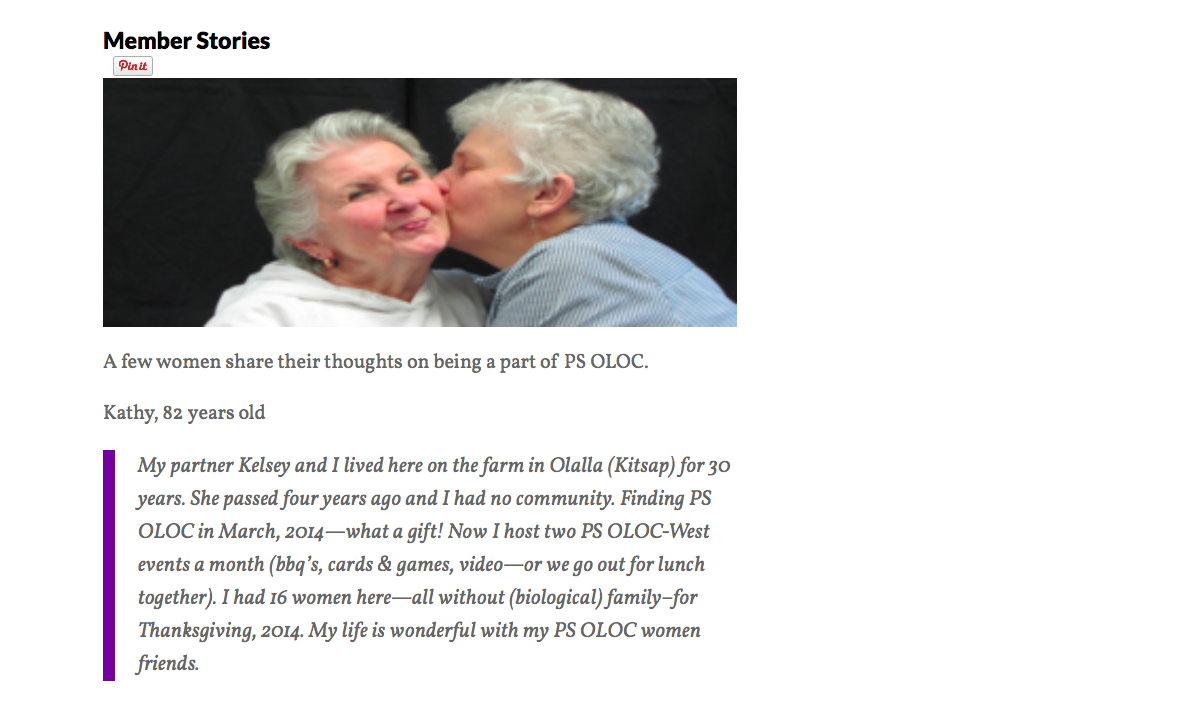 Member Stories
Pin it
A few women share their thoughts on being a part of PS OLOC.
Kathy, 82 years old
My partner Kelsey and I lived here on the farm in Olalla (Kitsap) for 30
years. She passed four years ago and I had no community. Finding PS
OLOC in March, 2014—what a gift! Now I host two PS OLOC-West
events a month (bbq’s, cards & games, video—or we go out for lunch
together). I had 16 women here—all without (biological) family–for
Thanksgiving, 2014. My life is wonderful with my PS OLOC women
friends.